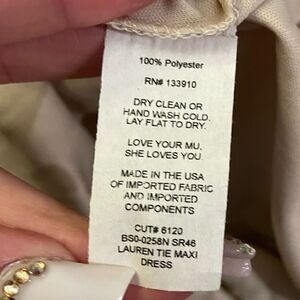 100% Polyester
RN# 133910
DRY CLEAN OR
HAND WASH COLD.
LAY FLAT TO DRY.
LOVE YOUR MU,
SHE LOVES YOU
MADE IN THE USA
OF IMPORTED FABRIC
AND IMPORTED
COMPONENTS
CUT# 6120
BS0-0258N SR46
LAUREN TIE MAXI
DRESS